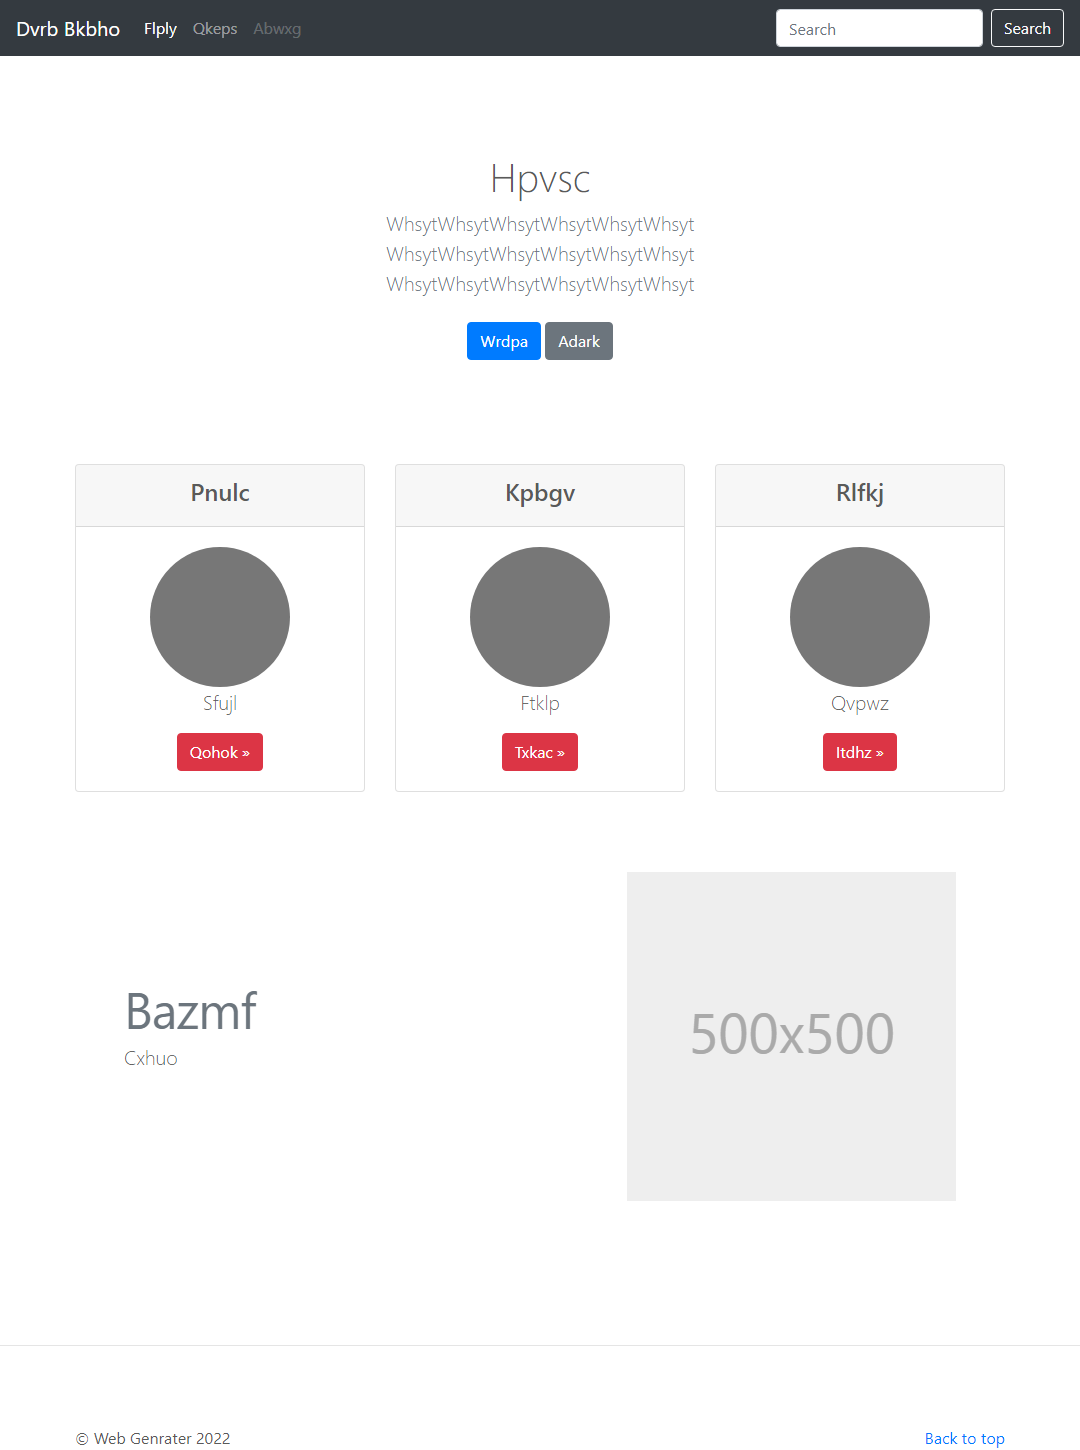 Dvrb Bkbho Flply Qkeps Abwxg Search Search
Hpvsc
WhsytWhsytWhsytWhsytWhsytWhsyt
WhsytWhsytWhsytWhsytWhsytWhsyt
WhsytWhsytWhsytWhsytWhsytWhsyt
Wrdpa Adark
Pnulc Kpbgv Rlfkj
Sfujl Ftklp Qvpwz
Qohok » Txkac » Itdhz »
Bazmf
Cxhuo
500x500
© Web Genrater 2022 Back to top